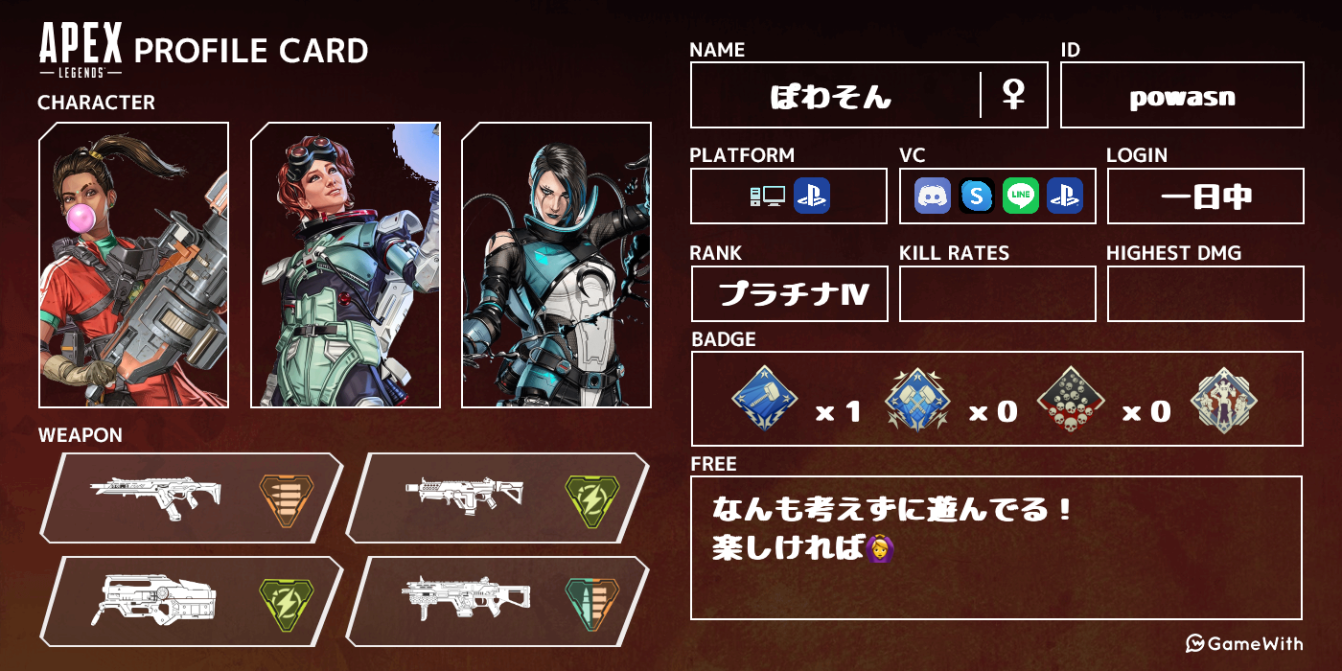 APEX
LEGENDS
PROFILE CARD
CHARACTER
WEAPON
NAME
ぽわそん
♀
ID
powasn
PLATFORM
VC
S
LINE
LOGIN
一日中
RANK
プラチナⅣ
KILL RATES
HIGHEST DMG
BADGE
x 1
x 0
x 0
FREE
なんも考えずに遊んでる！
楽しければ🙆‍♀️
GameWith